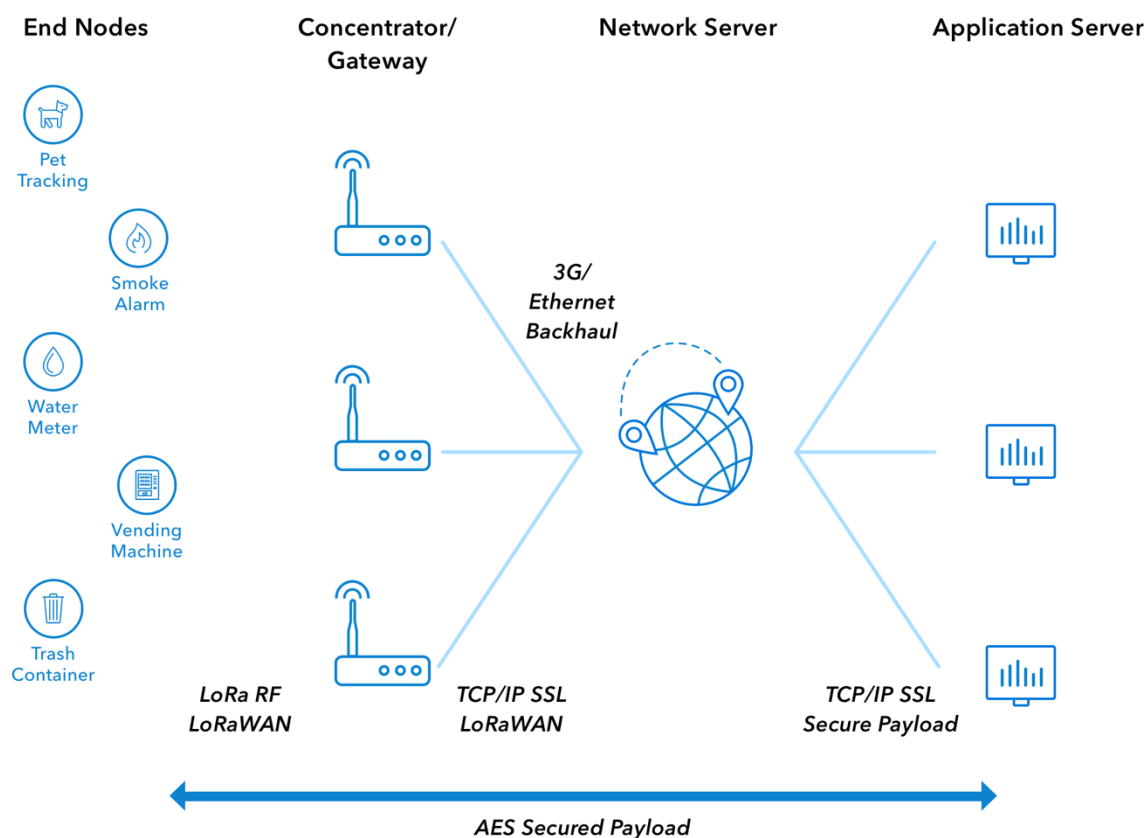 End Nodes
Concentrator/
Gateway
Network Server
Application Server
Pet
Tracking
Smoke
Alarm
Water
Meter
Vending
Machine
Trash
Container
3G/
Ethernet
Backhaul
LoRa RF
LoRaWAN
TCP/IP SSL
LoRaWAN
TCP/IP SSL
Secure Payload
AES Secured Payload